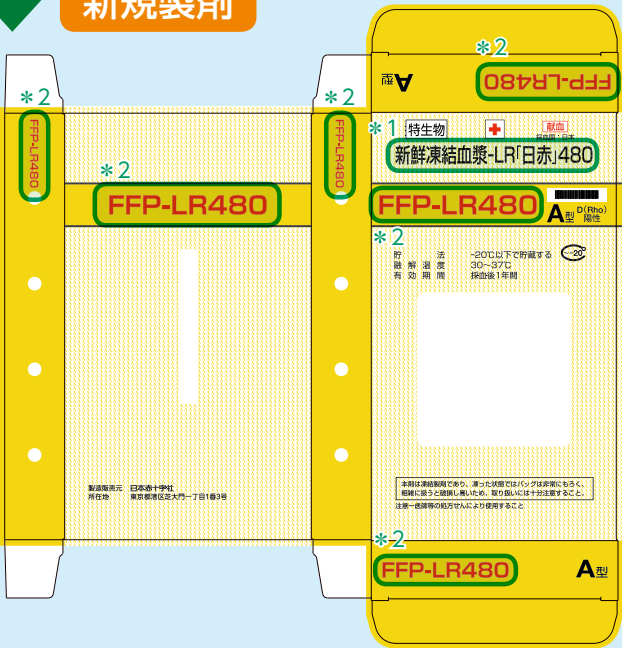 新規製剤
*2
A型
FFP-LR480
*2
FFP-LR480
*2
FFP-LR480
*1
特生物
献血
採血国:日本
新鮮凍結血漿-LR「日赤」480
*2
FFP-LR480
FFP-LR480
A型
D(Rho)
陽性
*2
貯法 -20℃以下で貯蔵する
-20°
融解温度 30~37℃
有効期間 採血後1年間
製造販売元 日本赤十字社
所在地 東京都港区芝大門一丁目1番3号
本剤は凍結製剤であり、凍った状態ではバッグは非常にもろく、
粗雑に扱うと破損し易いため、取り扱いには十分注意すること。
注意-医師等の処方せんにより使用すること
*2
FFP-LR480
A型